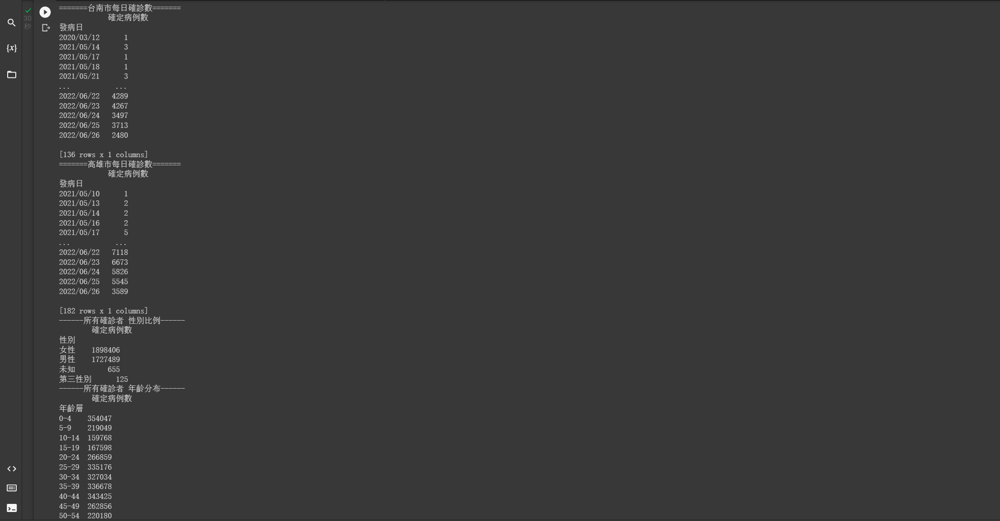 =======台南市每日確診數=======
確定病例數
發病日
2020/03/12 1
2021/05/14 3
2021/05/17 1
2021/05/18 1
2021/05/21 3
... ...
2022/06/22 4289
2022/06/23 4267
2022/06/24 3497
2022/06/25 3713
2022/06/26 2480
[136 rows x 1 columns]
=======高雄市每日確診數=======
確定病例數
發病日
2021/05/10 1
2021/05/13 2
2021/05/14 2
2021/05/16 2
2021/05/17 5
... ...
2022/06/22 7118
2022/06/23 6673
2022/06/24 5826
2022/06/25 5545
2022/06/26 3589
[182 rows x 1 columns]
------所有確診者 性別比例------
確定病例數
性別
女性 1898406
男性 1727489
未知 655
第三性別 125
------所有確診者 年齡分布------
確定病例數
年齡層
0-4 354047
5-9 219049
10-14 159768
15-19 167598
20-24 266859
25-29 335176
30-34 327034
35-39 336678
40-44 343425
45-49 262856
50-54 220180
30
秒
{x}